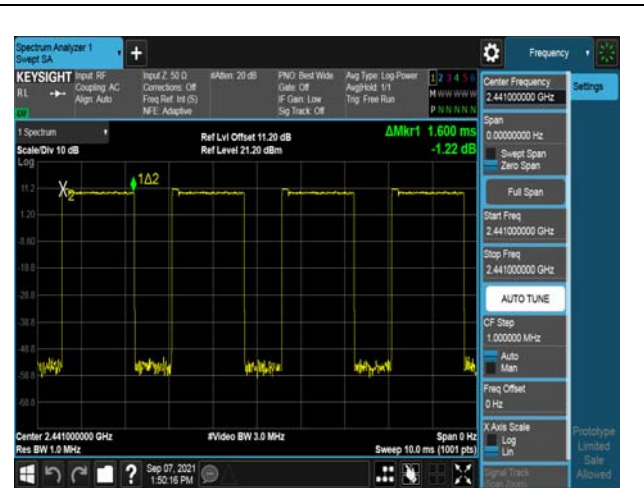 Spectrum Analyzer 1
Swept SA
Frequency
KEYSIGHT
RL
Input: RF
Coupling: AC
Align: Auto
Input Z: 50 Ω
Corrections: Off
Freq Ref: Int (S)
NFE: Adaptive
#Atten: 20 dB
PNO: Best Wide
Gate: Off
IF Gain: Low
Sig Track: Off
Avg Type: Log-Power
Avg|Hold: 1/1
Trig: Free Run
1 2 3 4 5 6
M W W W W W
P N N N N N
1 Spectrum
Scale/Div 10 dB
Log
Ref Lvl Offset 11.20 dB
Ref Level 21.20 dBm
ΔMkr1 1.600 ms
-1.22 dB
X2
1Δ2
11.2
1.20
-8.80
-18.8
-28.8
-38.8
-48.8
-58.8
-68.8
Center 2.441000000 GHz
Res BW 1.0 MHz
#Video BW 3.0 MHz
Span 0 Hz
Sweep 10.0 ms (1001 pts)
Sep 07, 2021
1:50:16 PM
Center Frequency
2.441000000 GHz
Settings
Span
0.00000000 Hz
Swept Span
Zero Span
Full Span
Start Freq
2.441000000 GHz
Stop Freq
2.441000000 GHz
AUTO TUNE
CF Step
1.000000 MHz
Auto
Man
Freq Offset
0 Hz
X Axis Scale
Log
Lin
Signal Track
(Span Zoom)
Prototype
Limited
Sale
Allowed